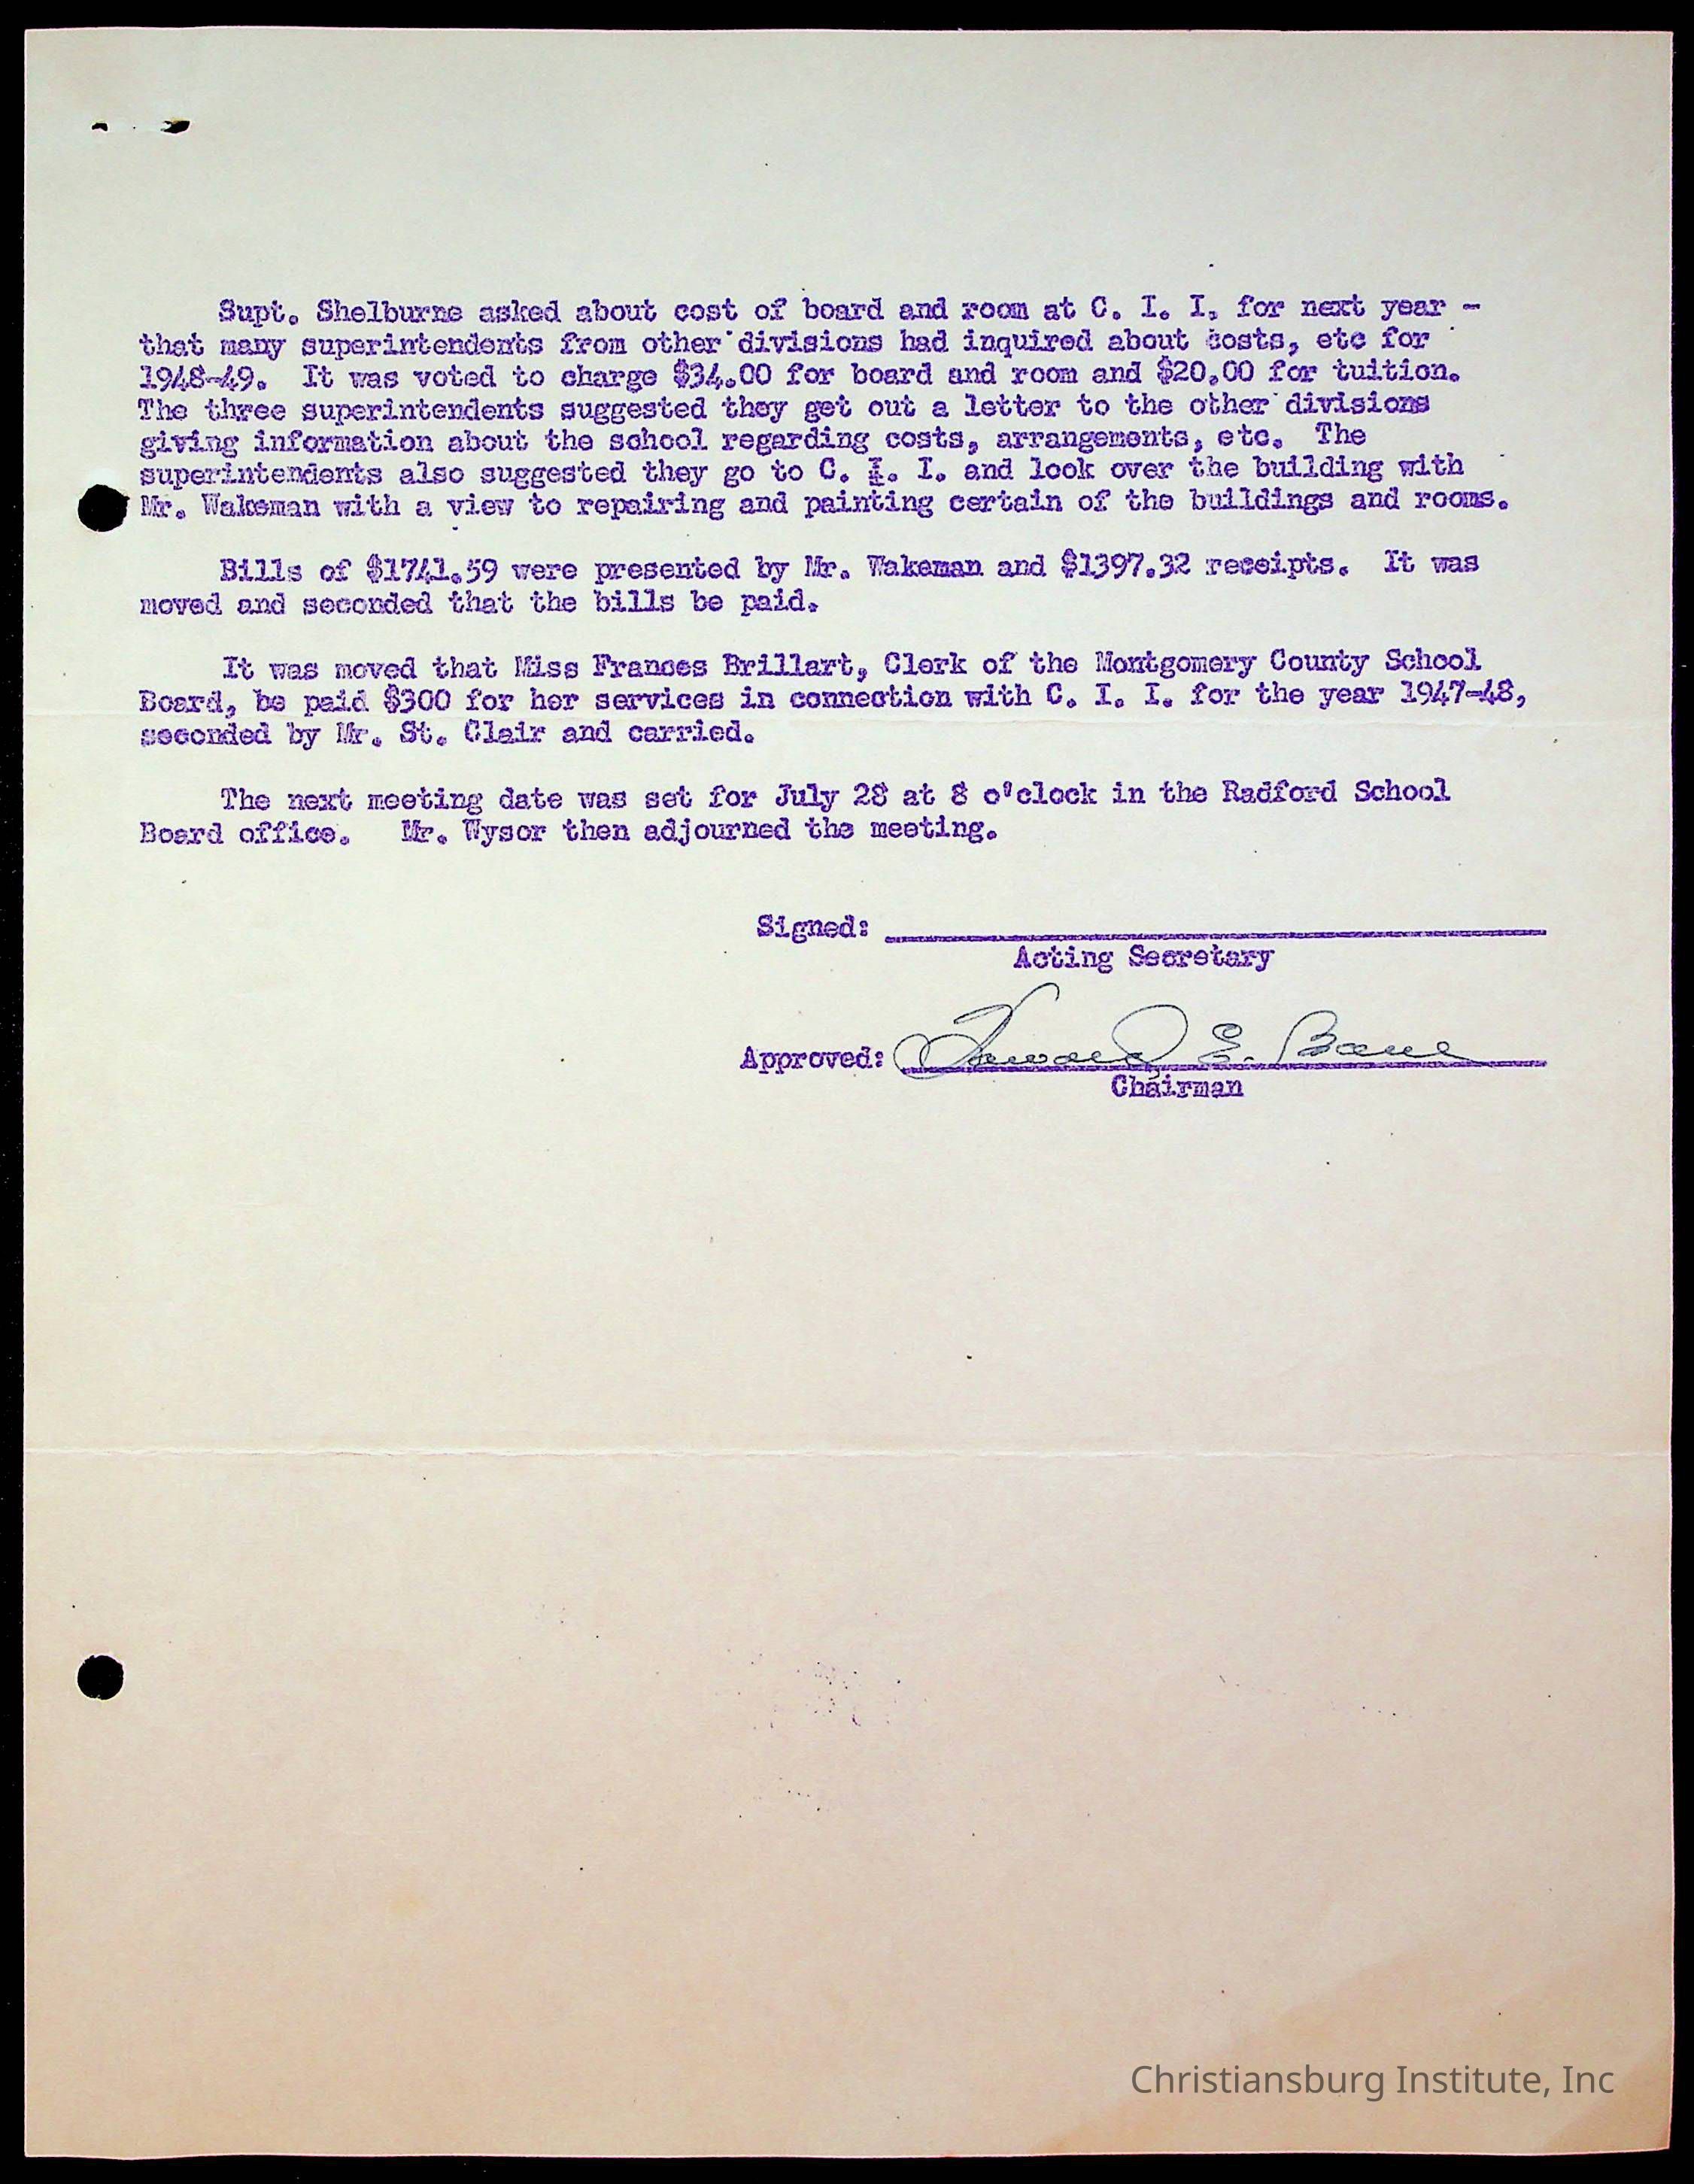 Supt. Shelburne asked about cost of board and room at C. I. I. for next year -
that many superintendents from other divisions had inquired about costs, etc for
1948-49. It was voted to charge $34.00 for board and room and $20.00 for tuition.
The three superintendents suggested they get out a letter to the other divisions
giving information about the school regarding costs, arrangements, etc. The
superintendents also suggested they go to C. I. I. and look over the building with
Mr. Wakeman with a view to repairing and painting certain of the buildings and rooms.
Bills of $1741.59 were presented by Mr. Wakeman and $1397.32 receipts. It was
moved and seconded that the bills be paid.
It was moved that Miss Frances Brillart, Clerk of the Montgomery County School
Board, be paid $300 for her services in connection with C. I. I. for the year 1947-48,
seconded by Mr. St. Clair and carried.
The next meeting date was set for July 28 at 8 o'clock in the Radford School
Board office. Mr. Wysor then adjourned the meeting.
Signed:
Acting Secretary
Approved: Howard E. Bane
Chairman
Christiansburg Institute, Inc